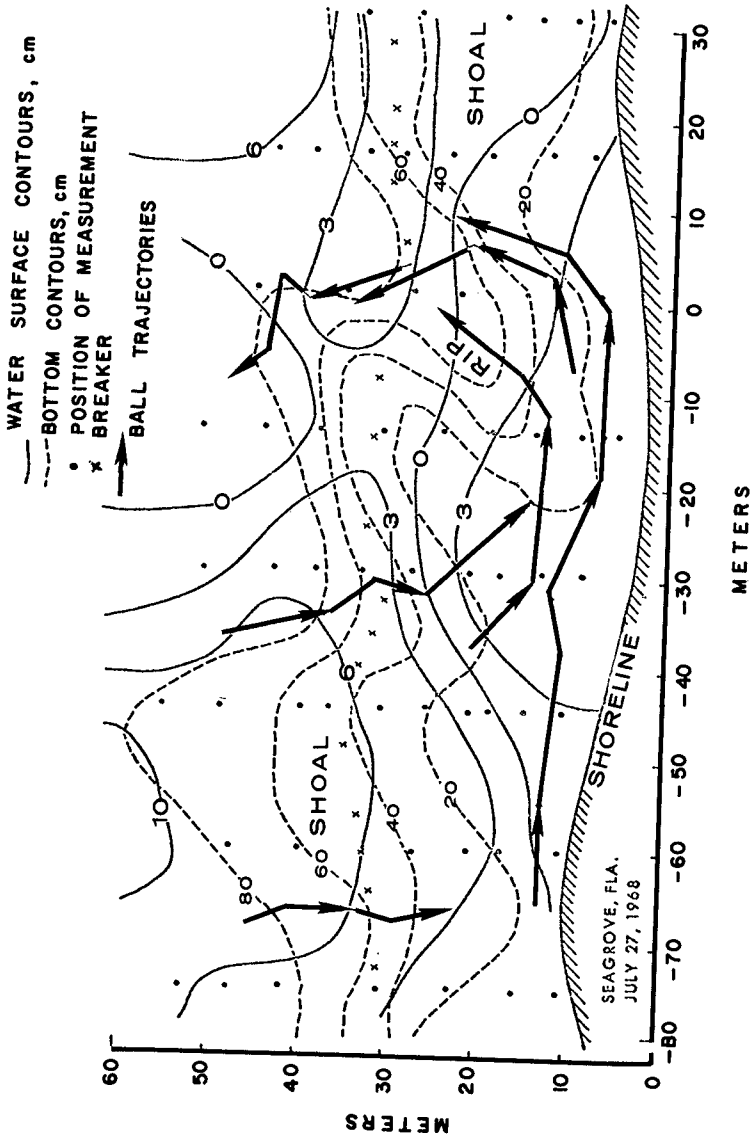 WATER SURFACE CONTOURS, cm
BOTTOM CONTOURS, cm
POSITION OF MEASUREMENT
BREAKER
BALL TRAJECTORIES
60
50
40
30
20
10
0
METERS
10
80
60
SHOAL
40
20
6
3
0
3
0
0
RIP
0
6
3
60
40
20
0
SHOAL
SHORELINE
SEAGROVE, FLA.
JULY 27, 1968
-80
-70
-60
-50
-40
-30
-20
-10
0
10
20
30
METERS